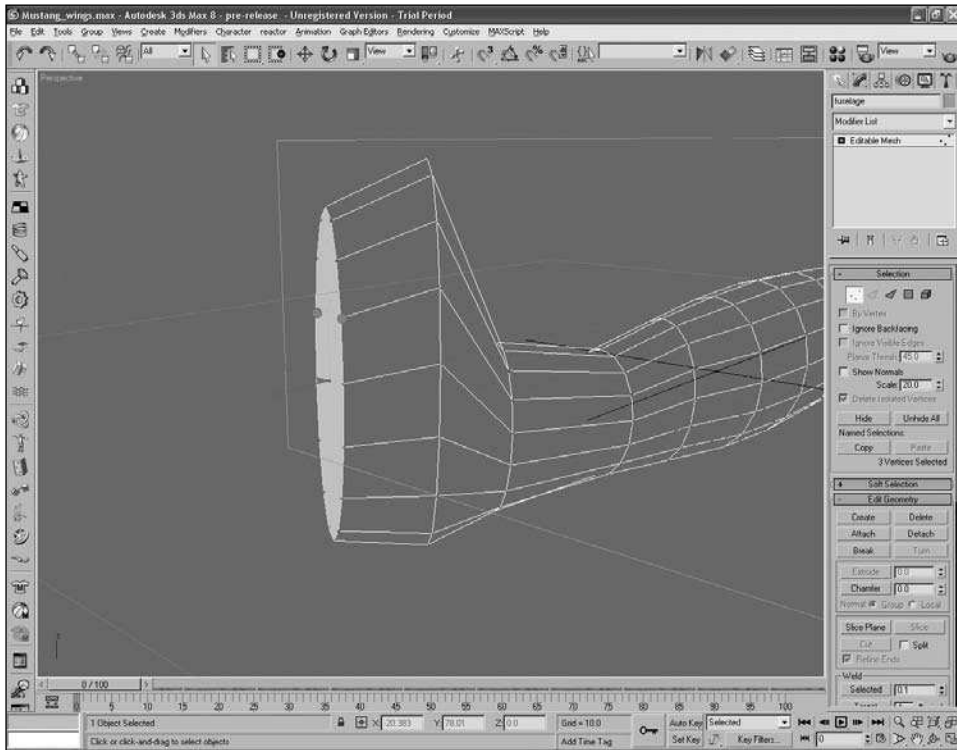 Mustang_wings.max - Autodesk 3ds Max 8 - pre-release - Unregistered Version - Trial Period
File Edit Tools Group Views Create Modifiers Character reactor Animation Graph Editors Rendering Customize MAXScript Help
All View View
Perspective
fuselage
Modifier List
Editable Mesh
- Selection
By Vertex
Ignore Backfacing
Ignore Visible Edges
Planar Thresh: 45.0
Show Normals
Scale: 20.0
Delete Isolated Vertices
Hide Unhide All
Named Selections:
Copy Paste
3 Vertices Selected
+ Soft Selection
- Edit Geometry
Create Delete
Attach Detach
Break Turn
Extrude 0.0
Chamfer 0.0
Normal: Group Local
Slice Plane Slice
Cut Split
Refine Ends
Weld
Selected 0.1
z
< 0 / 100 >
0 5 10 15 20 25 30 35 40 45 50 55 60 65 70 75 80 85 90 95 100
1 Object Selected X: -20.383 Y: 78.01 Z: 0.0 Grid = 10.0 Auto Key Selected
Click or click-and-drag to select objects Add Time Tag Set Key Key Filters... 0